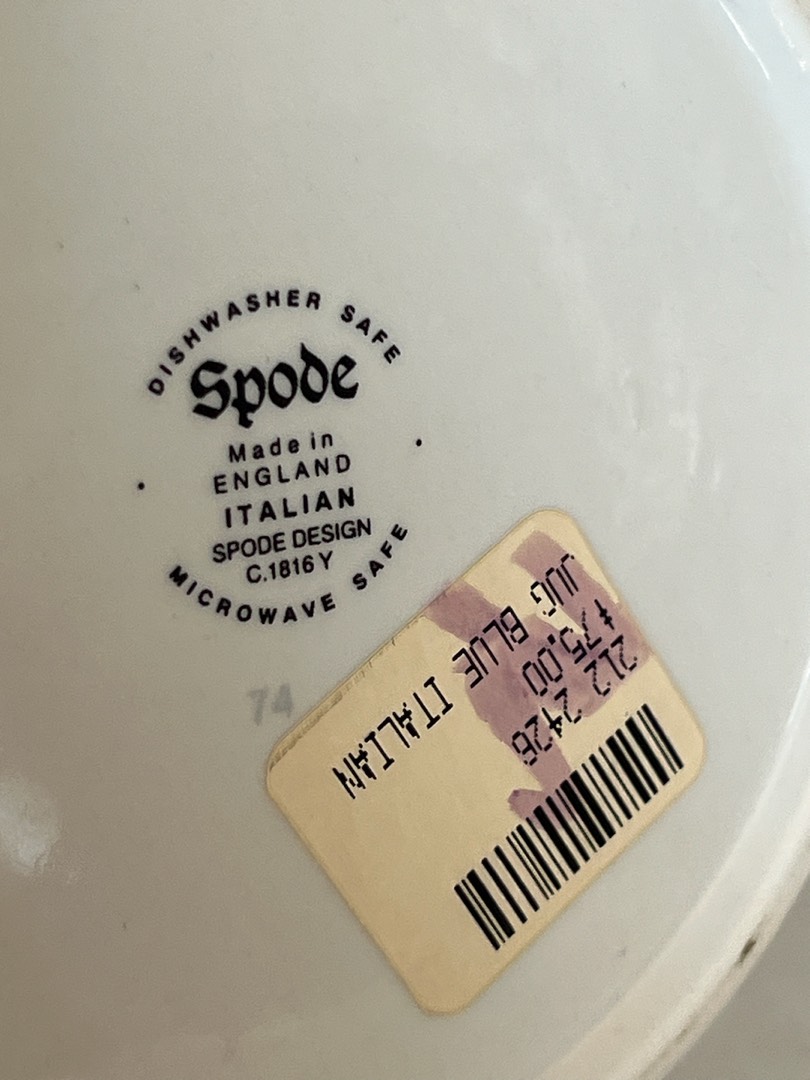 DISHWASHER SAFE
Spode
Made in
ENGLAND
ITALIAN
SPODE DESIGN
C.1816 Y
MICROWAVE SAFE
74
212 2426
$75.00
JUG BLUE ITALIAN